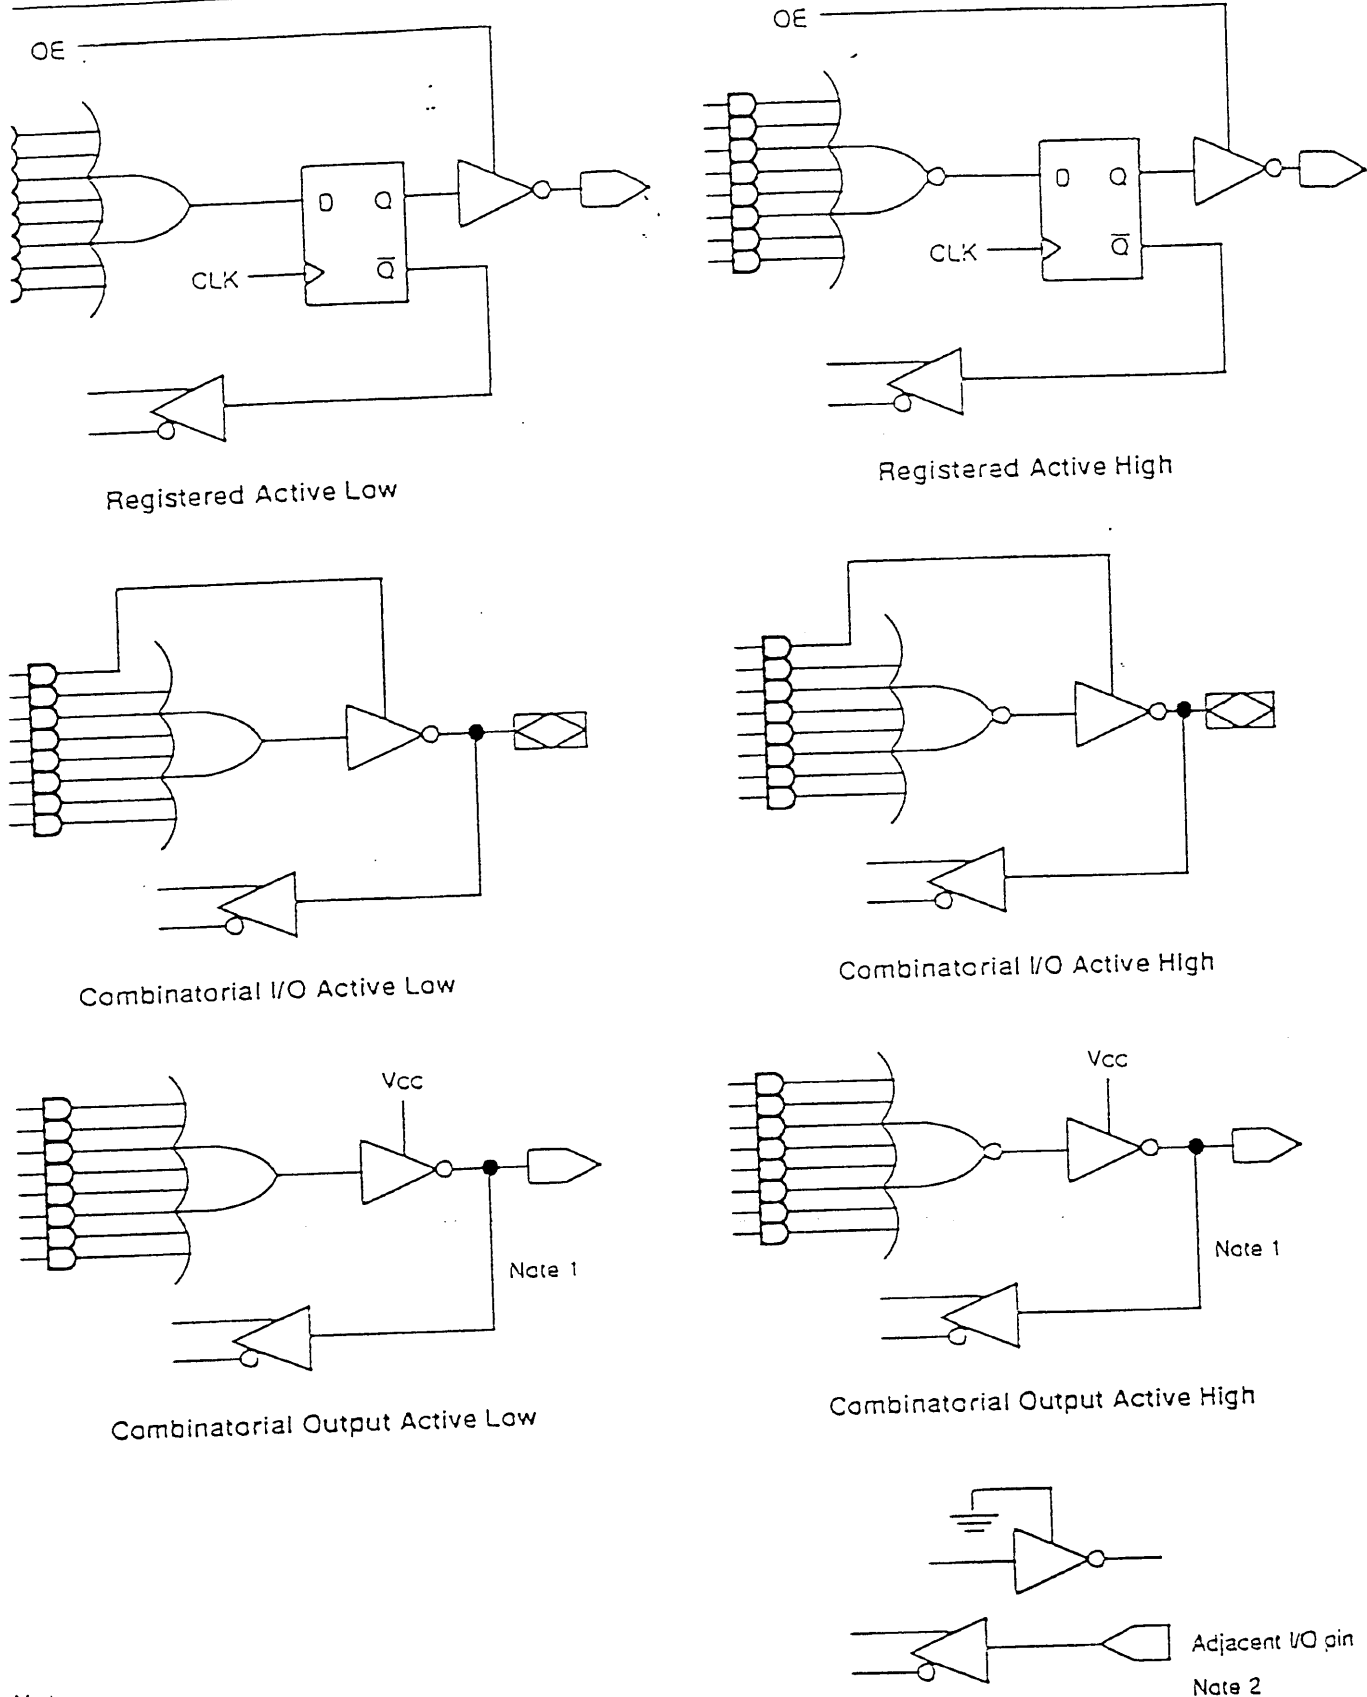 OE
OE
D Q
CLK Q̅
D Q
CLK Q̅
Registered Active Low
Registered Active High
Combinatorial I/O Active Low
Combinatorial I/O Active High
Vcc
Vcc
Note 1
Note 1
Combinatorial Output Active Low
Combinatorial Output Active High
Adjacent I/O pin
Note 2